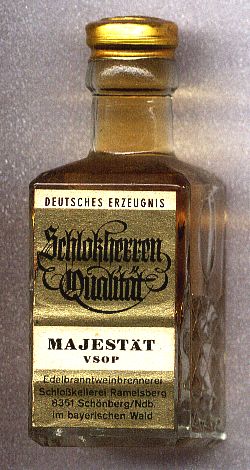 DEUTSCHES ERZEUGNIS
Schloßherren
Qualität
MAJESTÄT
VSOP
Edelbranntweinbrennerei
Schloßkellerei Ramelsberg
8351 Schönberg/Ndb.
im bayerischen Wald